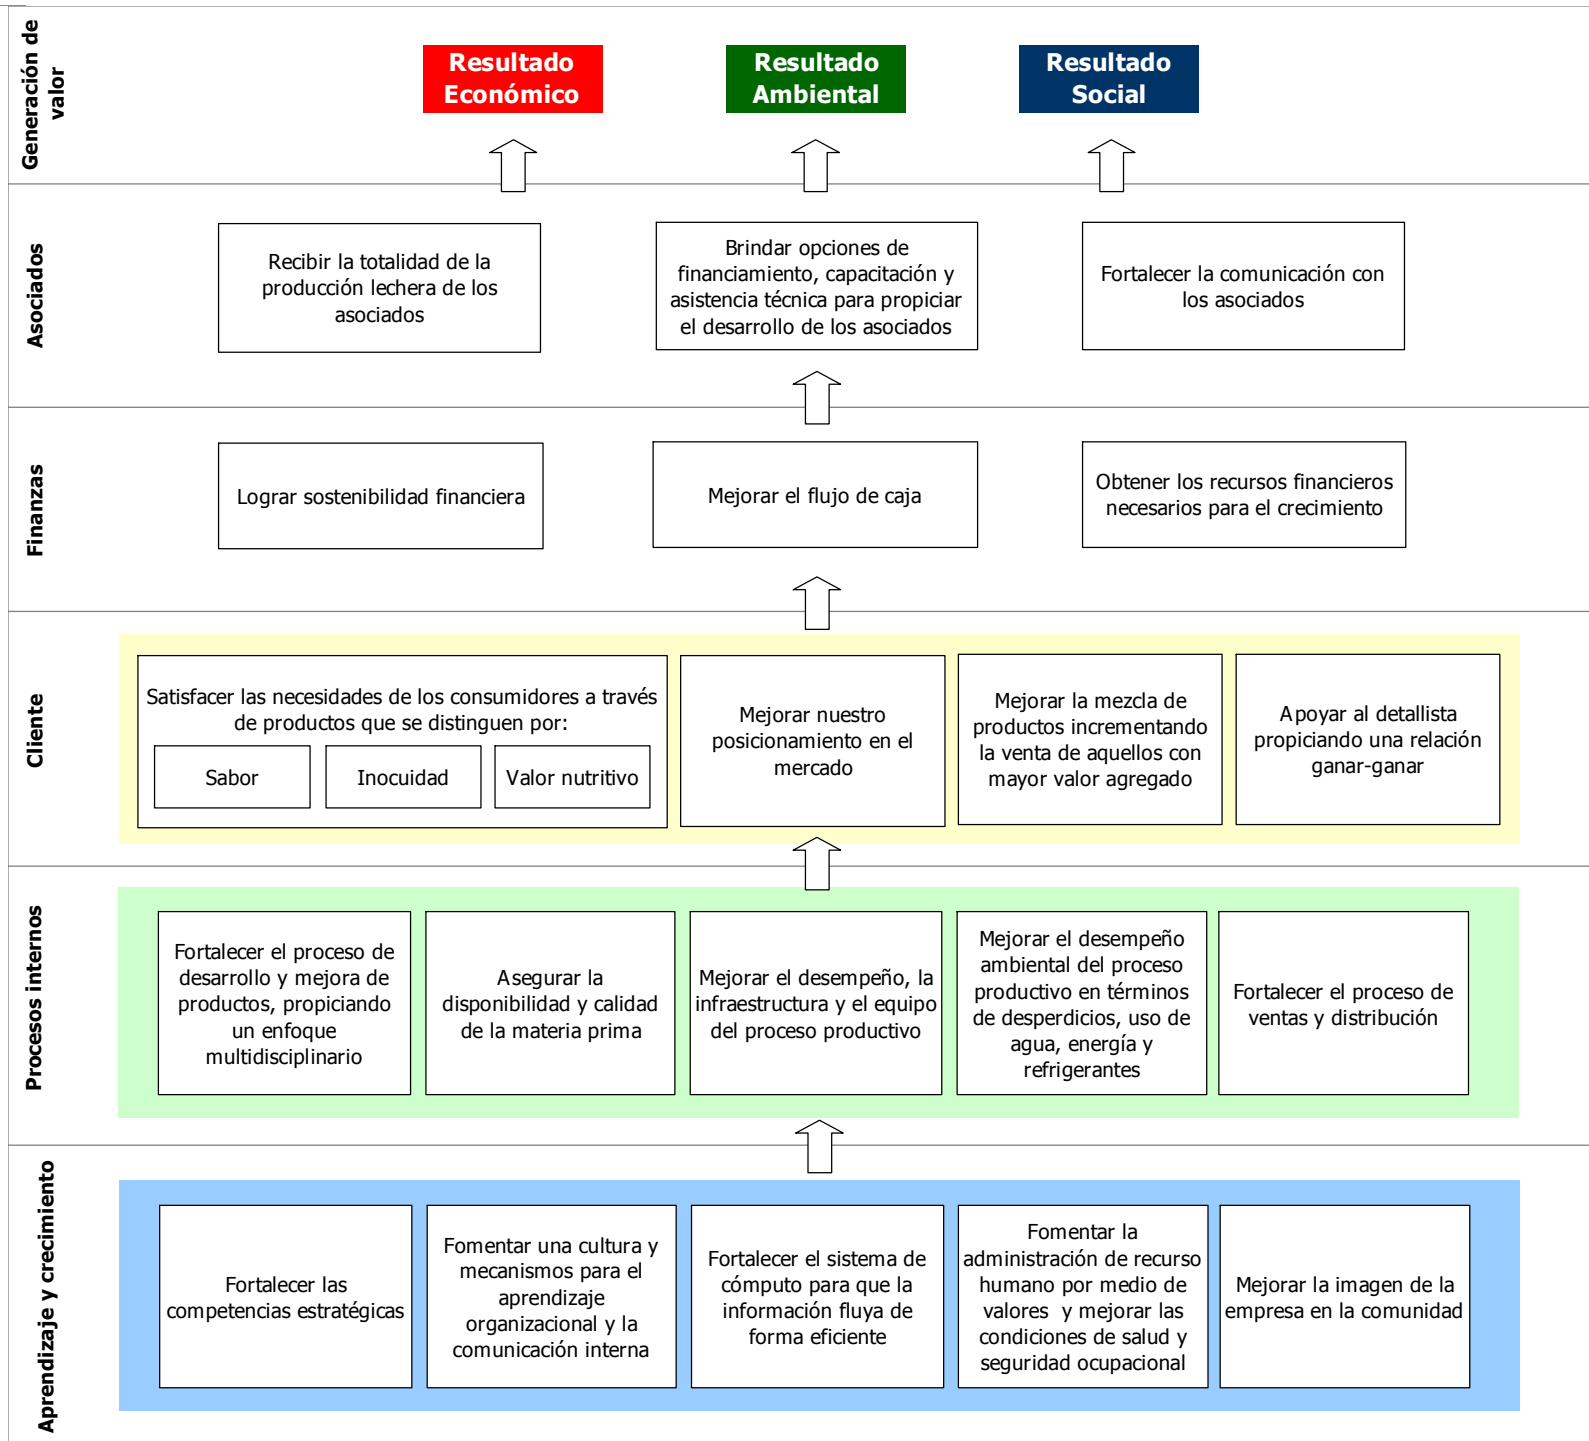 Generación de
valor
Resultado
Económico
Resultado
Ambiental
Resultado
Social
Asociados
Recibir la totalidad de la
producción lechera de los
asociados
Brindar opciones de
financiamiento, capacitación y
asistencia técnica para propiciar
el desarrollo de los asociados
Fortalecer la comunicación con
los asociados
Finanzas
Lograr sostenibilidad financiera
Mejorar el flujo de caja
Obtener los recursos financieros
necesarios para el crecimiento
Cliente
Satisfacer las necesidades de los consumidores a través
de productos que se distinguen por:
Sabor
Inocuidad
Valor nutritivo
Mejorar nuestro
posicionamiento en el
mercado
Mejorar la mezcla de
productos incrementando
la venta de aquellos con
mayor valor agregado
Apoyar al detallista
propiciando una relación
ganar-ganar
Procesos internos
Fortalecer el proceso de
desarrollo y mejora de
productos, propiciando
un enfoque
multidisciplinario
Asegurar la
disponibilidad y calidad
de la materia prima
Mejorar el desempeño, la
infraestructura y el equipo
del proceso productivo
Mejorar el desempeño
ambiental del proceso
productivo en términos
de desperdicios, uso de
agua, energía y
refrigerantes
Fortalecer el proceso de
ventas y distribución
Aprendizaje y crecimiento
Fortalecer las
competencias estratégicas
Fomentar una cultura y
mecanismos para el
aprendizaje
organizacional y la
comunicación interna
Fortalecer el sistema de
cómputo para que la
información fluya de
forma eficiente
Fomentar la
administración de recurso
humano por medio de
valores y mejorar las
condiciones de salud y
seguridad ocupacional
Mejorar la imagen de la
empresa en la comunidad